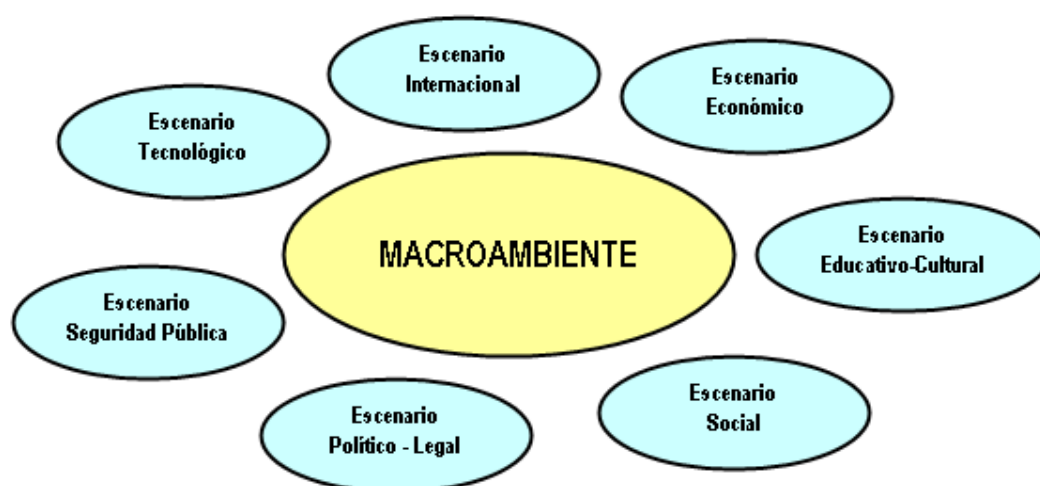 Escenario
Internacional
Escenario
Económico
Escenario
Tecnológico
MACROAMBIENTE
Escenario
Educativo-Cultural
Escenario
Seguridad Pública
Escenario
Social
Escenario
Político - Legal